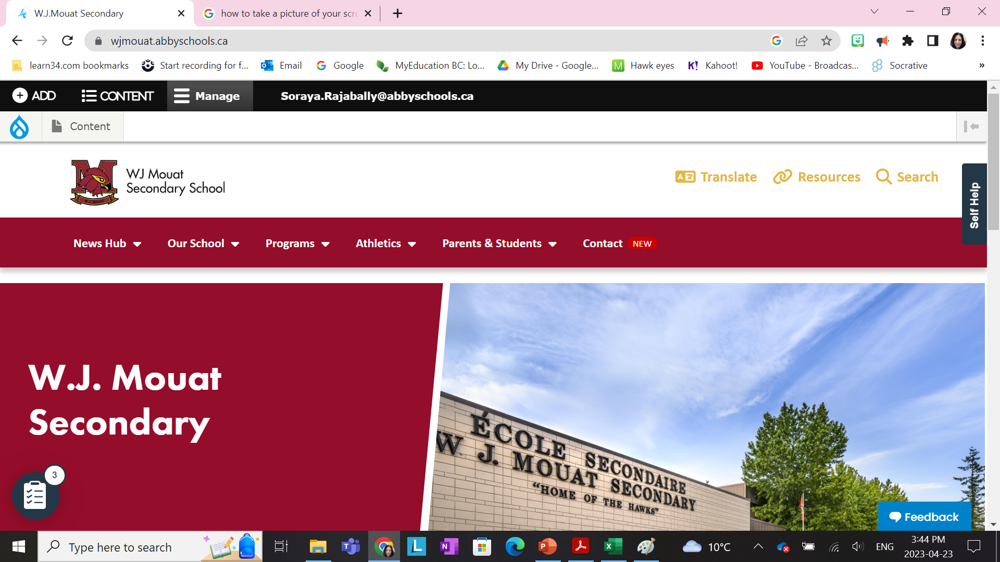 W.J.Mouat Secondary
how to take a picture of your scre
wjmouat.abbyschools.ca
learn34.com bookmarks
Start recording for f...
Email
Google
MyEducation BC: Lo...
My Drive - Google...
Hawk eyes
Kahoot!
YouTube - Broadcas...
Socrative
»
ADD
CONTENT
Manage
Soraya.Rajabally@abbyschools.ca
Content
WJ Mouat
Secondary School
W.J. MOUAT
Translate
Resources
Search
Self Help
News Hub
Our School
Programs
Athletics
Parents & Students
Contact NEW
W.J. Mouat
Secondary
ÉCOLE SECONDAIRE
W. J. MOUAT SECONDARY
“HOME OF THE HAWKS”
3
Feedback
Type here to search
10°C
ENG
3:44 PM
2023-04-23